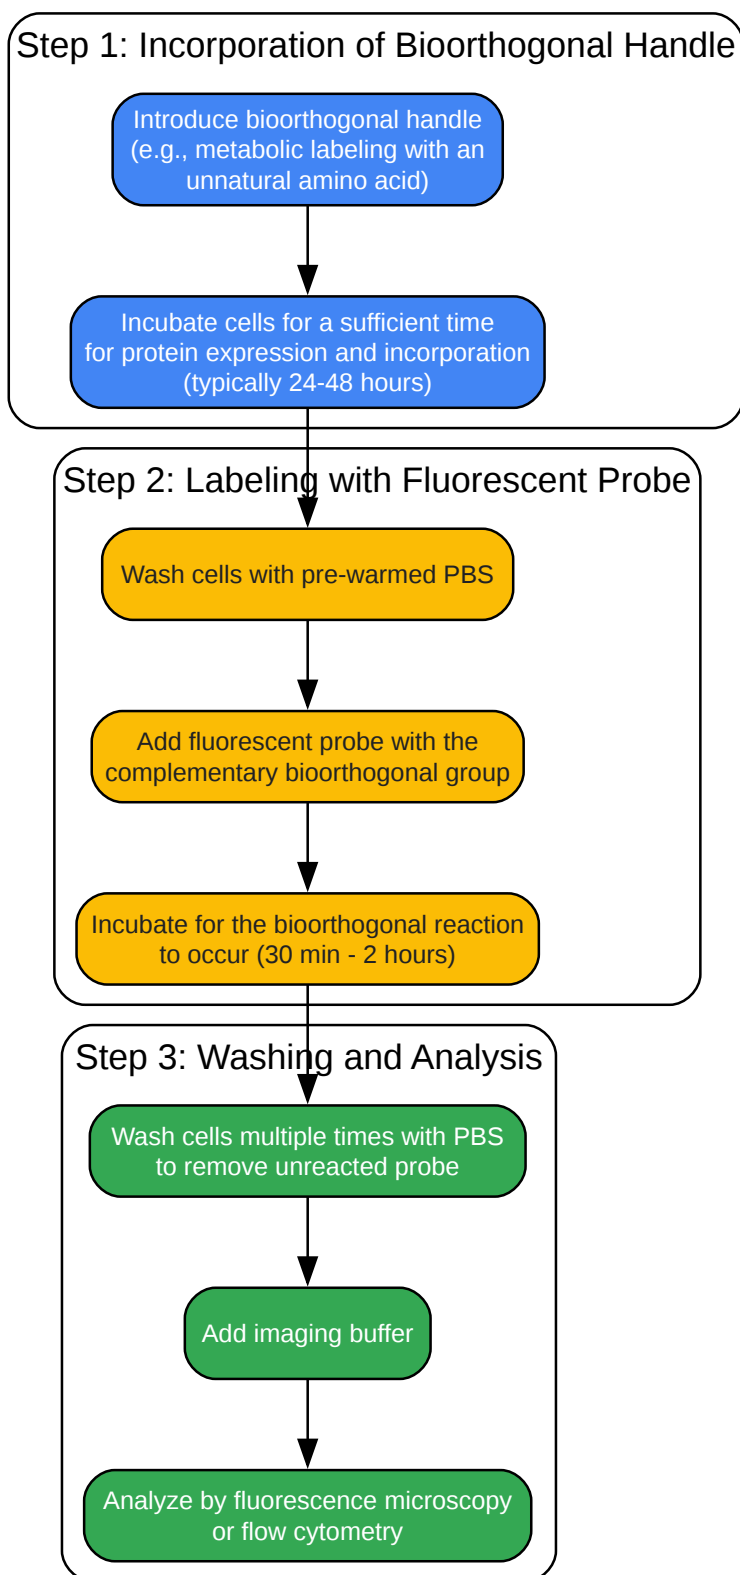 Step 1: Incorporation of Bioorthogonal Handle
Introduce bioorthogonal handle
(e.g., metabolic labeling with an
unnatural amino acid)
Incubate cells for a sufficient time
for protein expression and incorporation
(typically 24-48 hours)
Step 2: Labeling with Fluorescent Probe
Wash cells with pre-warmed PBS
Add fluorescent probe with the
complementary bioorthogonal group
Incubate for the bioorthogonal reaction
to occur (30 min - 2 hours)
Step 3: Washing and Analysis
Wash cells multiple times with PBS
to remove unreacted probe
Add imaging buffer
Analyze by fluorescence microscopy
or flow cytometry